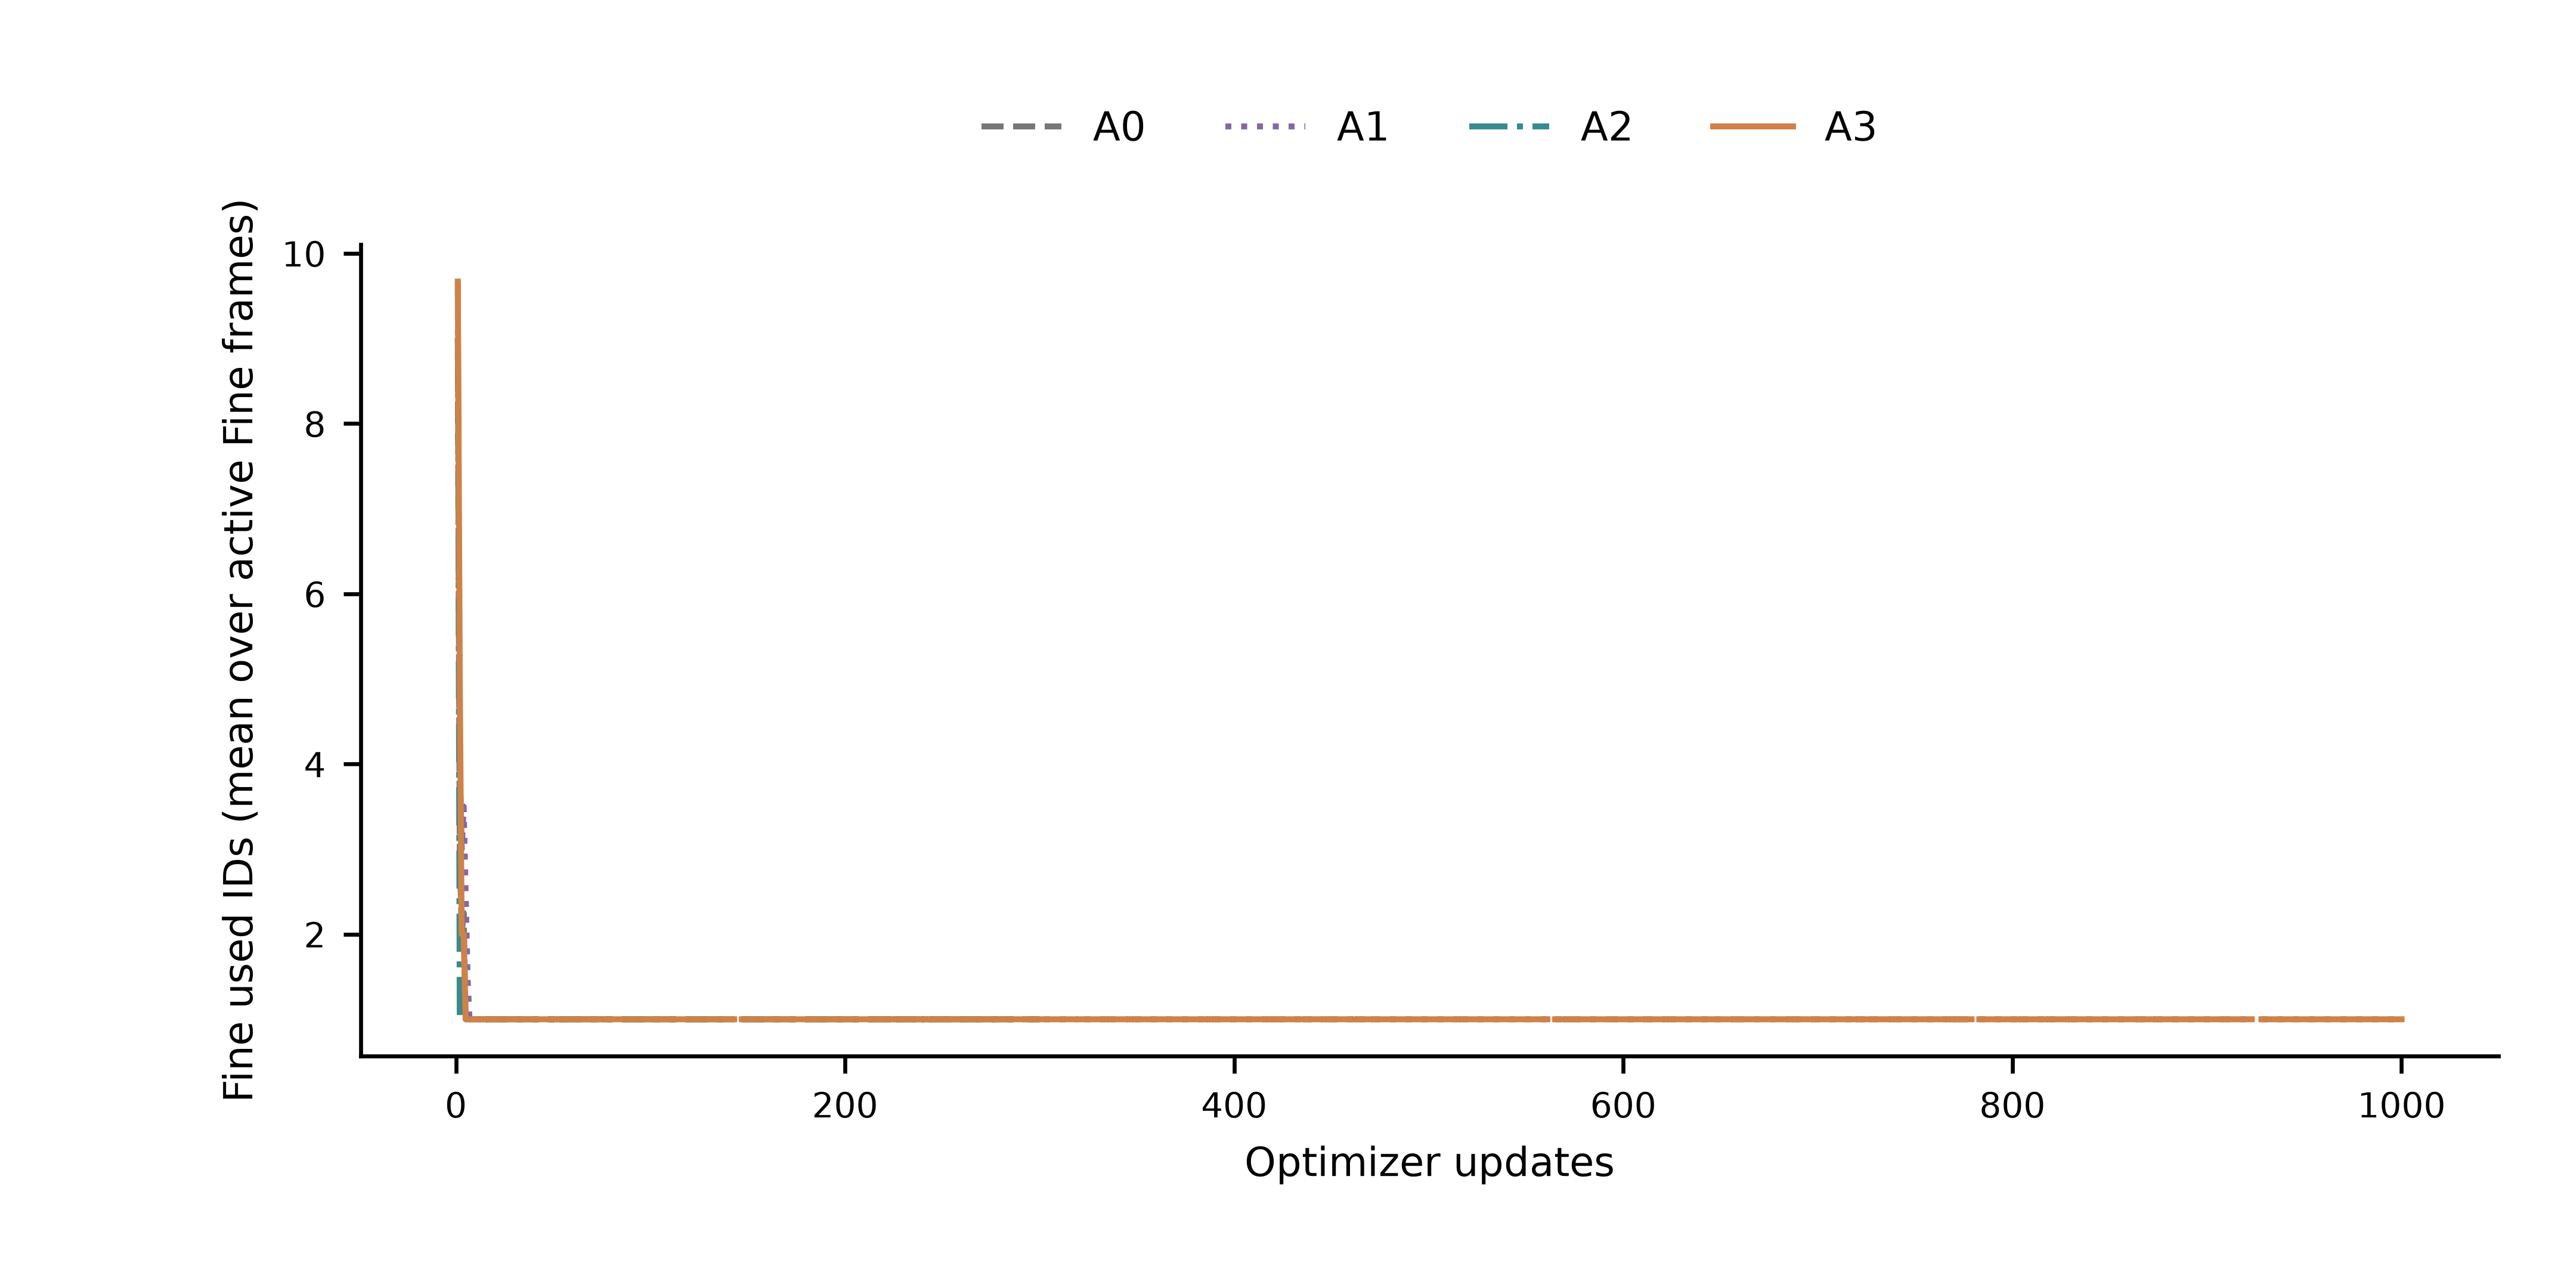 A0 A1 A2 A3
Fine used IDs (mean over active Fine frames)
10
8
6
4
2
0 200 400 600 800 1000
Optimizer updates